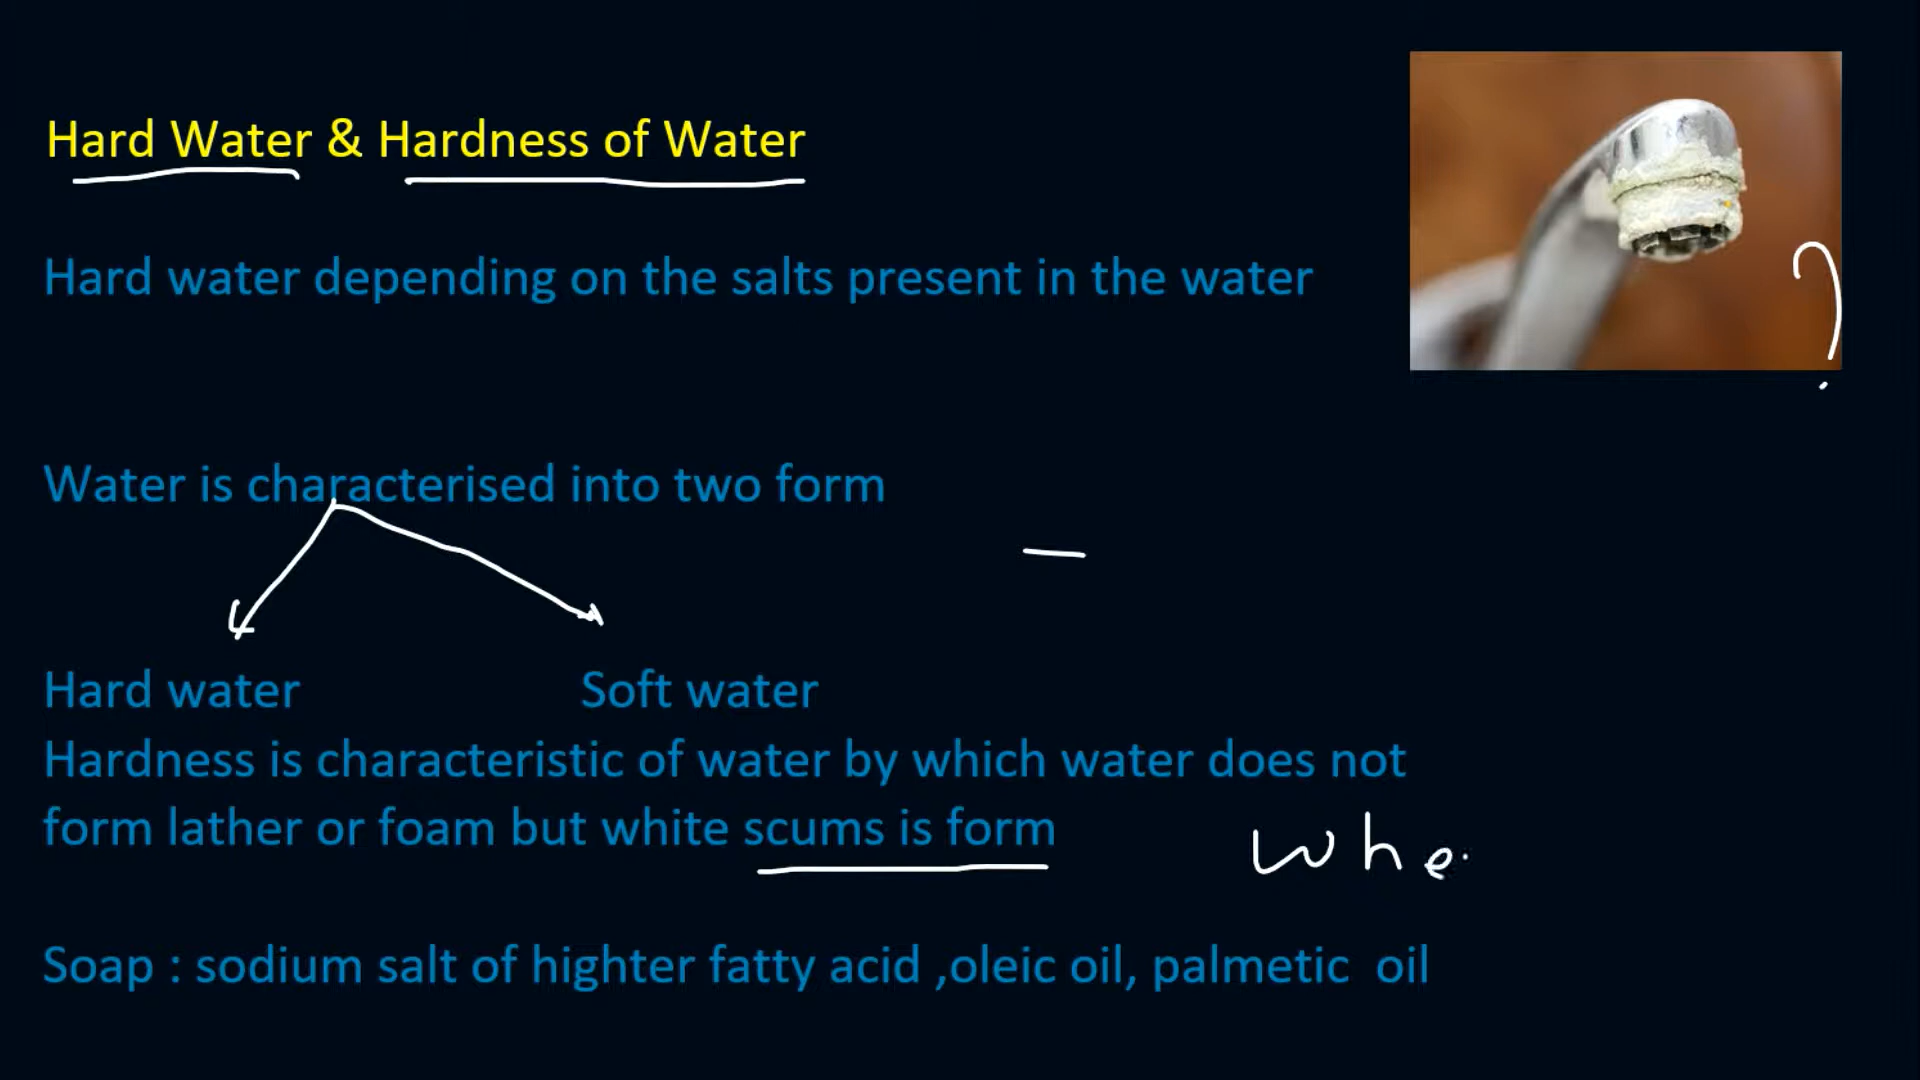 Hard Water & Hardness of Water
Hard water depending on the salts present in the water
?
Water is characterised into two form
Hard water Soft water
Hardness is characteristic of water by which water does not
form lather or foam but white scums is form
whe
Soap : sodium salt of highter fatty acid ,oleic oil, palmetic oil